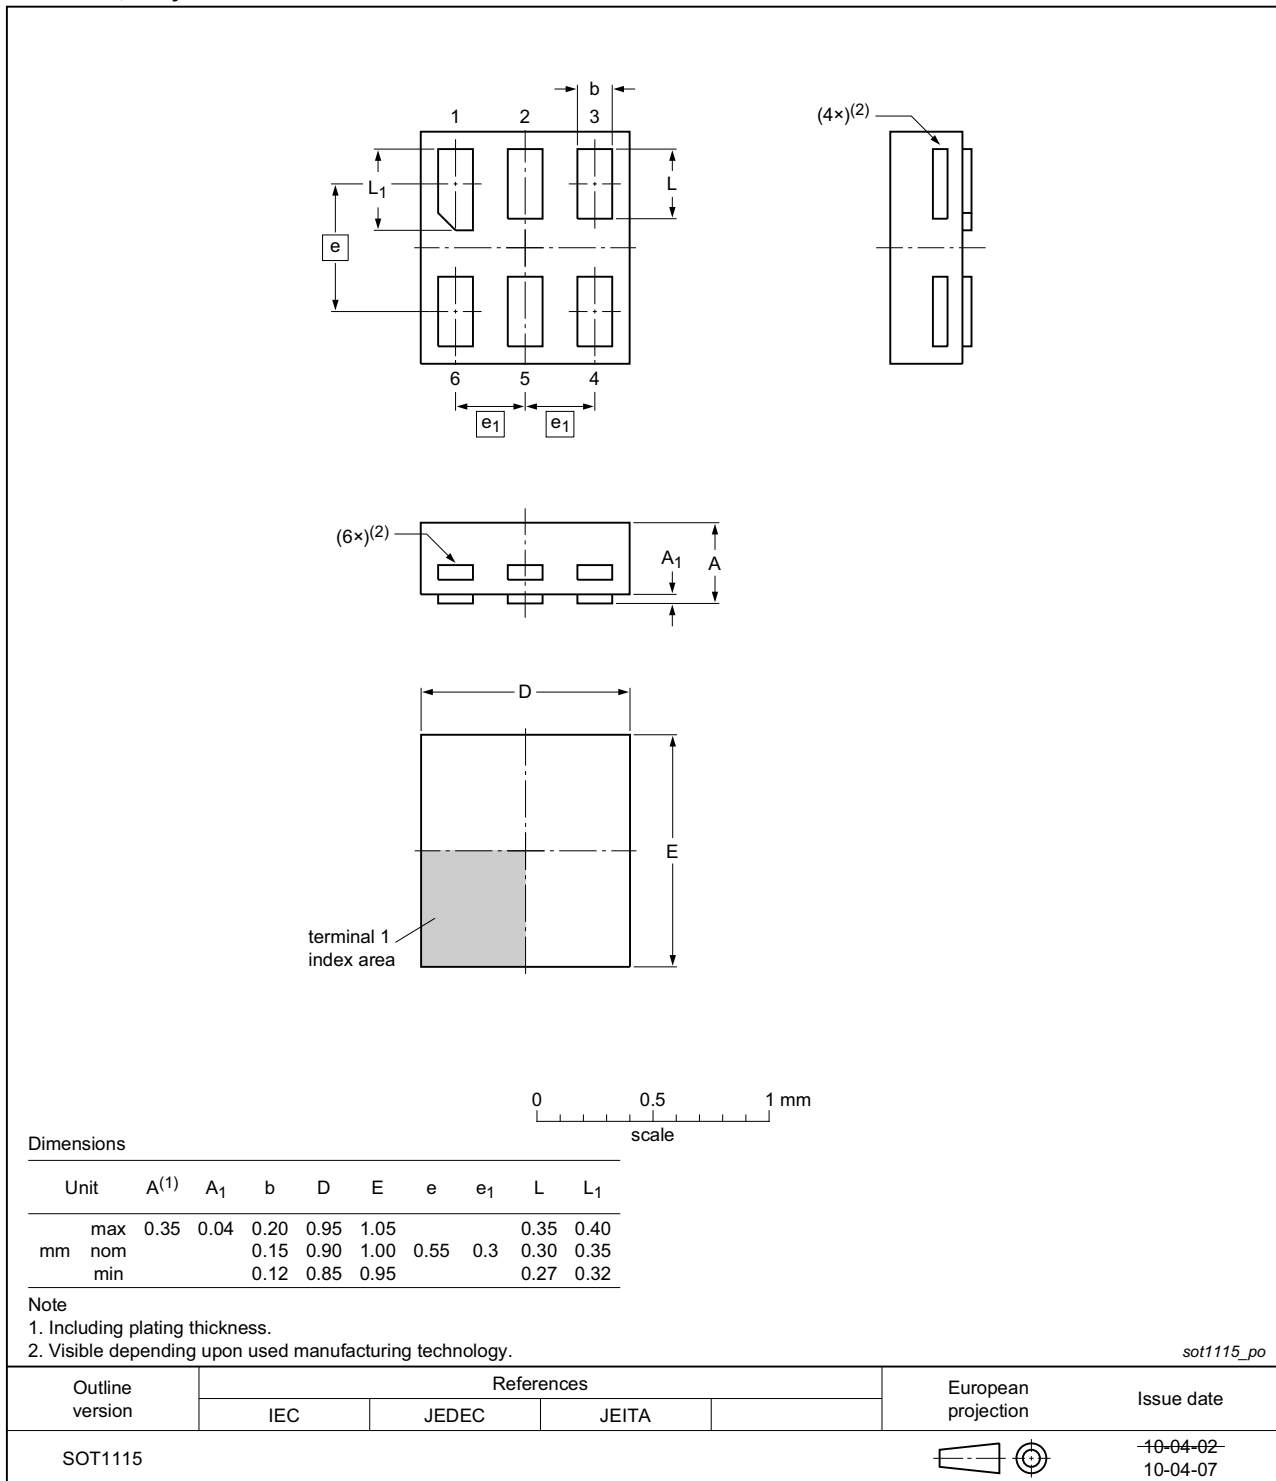 b
1 2 3
(4×)(2)
L1
L
e
6 5 4
e1 e1
(6×)(2)
A1
A
D
E
terminal 1
index area
0 0.5 1 mm
scale
Dimensions
Unit A(1) A1 b D E e e1 L L1
max 0.35 0.04 0.20 0.95 1.05 0.35 0.40
mm nom 0.15 0.90 1.00 0.55 0.3 0.30 0.35
min 0.12 0.85 0.95 0.27 0.32
Note
1. Including plating thickness.
2. Visible depending upon used manufacturing technology.
sot1115_po
Outline version
References
European projection
Issue date
IEC JEDEC JEITA
SOT1115
10-04-02
10-04-07